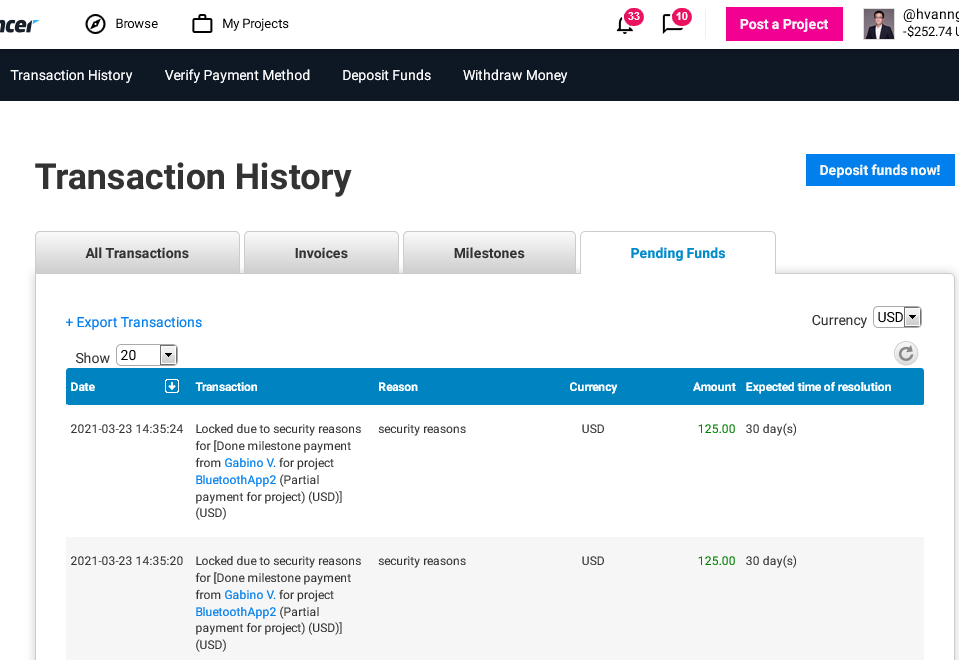 ncer
Browse
My Projects
33
10
Post a Project
@hvann
-$252.74
Transaction History
Verify Payment Method
Deposit Funds
Withdraw Money
Transaction History
Deposit funds now!
All Transactions
Invoices
Milestones
Pending Funds
+ Export Transactions
Currency
USD
Show
20
Date
Transaction
Reason
Currency
Amount
Expected time of resolution
2021-03-23 14:35:24
Locked due to security reasons
for [Done milestone payment
from Gabino V. for project
BluetoothApp2 (Partial
payment for project) (USD)]
(USD)
security reasons
USD
125.00
30 day(s)
2021-03-23 14:35:20
Locked due to security reasons
for [Done milestone payment
from Gabino V. for project
BluetoothApp2 (Partial
payment for project) (USD)]
(USD)
security reasons
USD
125.00
30 day(s)